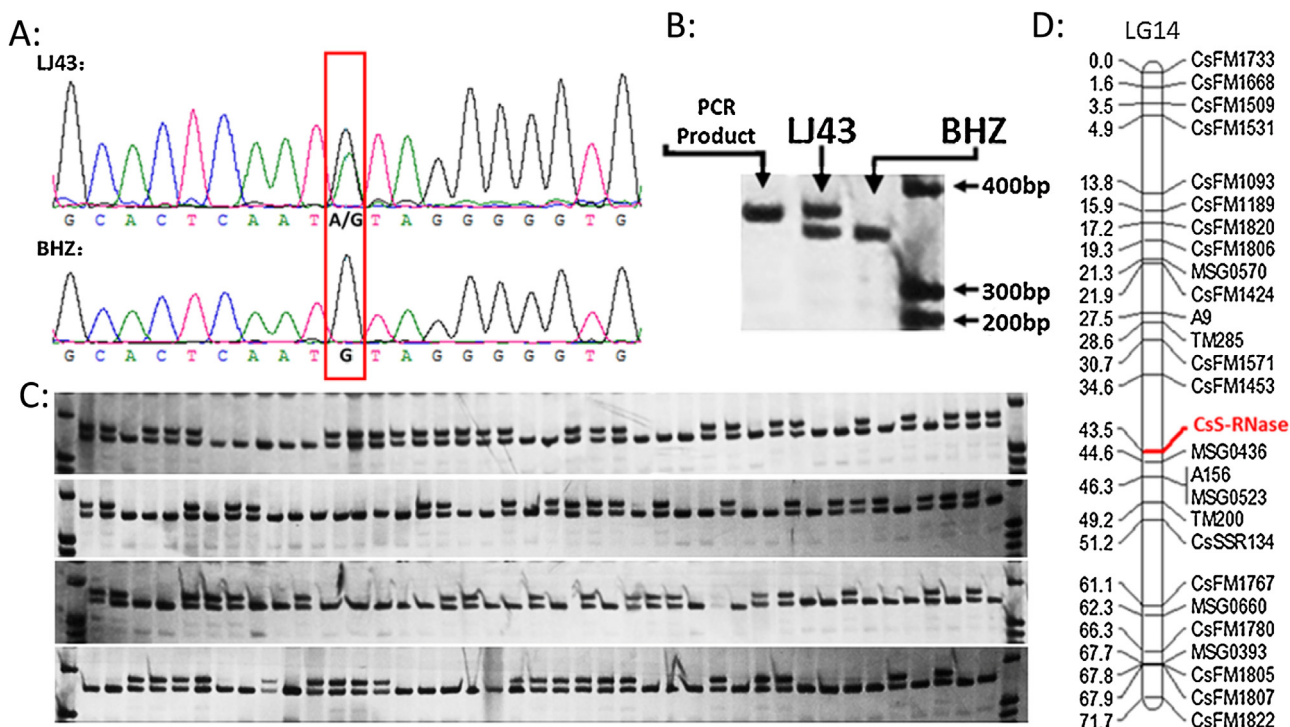 A:
LJ43:
G C A C T C A A T A/G T A G G G G G T G
BHZ:
G C A C T C A A T G T A G G G G G T G
B:
PCR
Product
LJ43
BHZ
400bp
300bp
200bp
C:
D:
LG14
0.0 CsFM1733
1.6 CsFM1668
3.5 CsFM1509
4.9 CsFM1531
13.8 CsFM1093
15.9 CsFM1189
17.2 CsFM1820
19.3 CsFM1806
21.3 MSG0570
21.9 CsFM1424
27.5 A9
28.6 TM285
30.7 CsFM1571
34.6 CsFM1453
43.5 CsS-RNase
44.6 MSG0436
46.3 A156
MSG0523
49.2 TM200
51.2 CsSSR134
61.1 CsFM1767
62.3 MSG0660
66.3 CsFM1780
67.7 MSG0393
67.8 CsFM1805
67.9 CsFM1807
71.7 CsFM1822